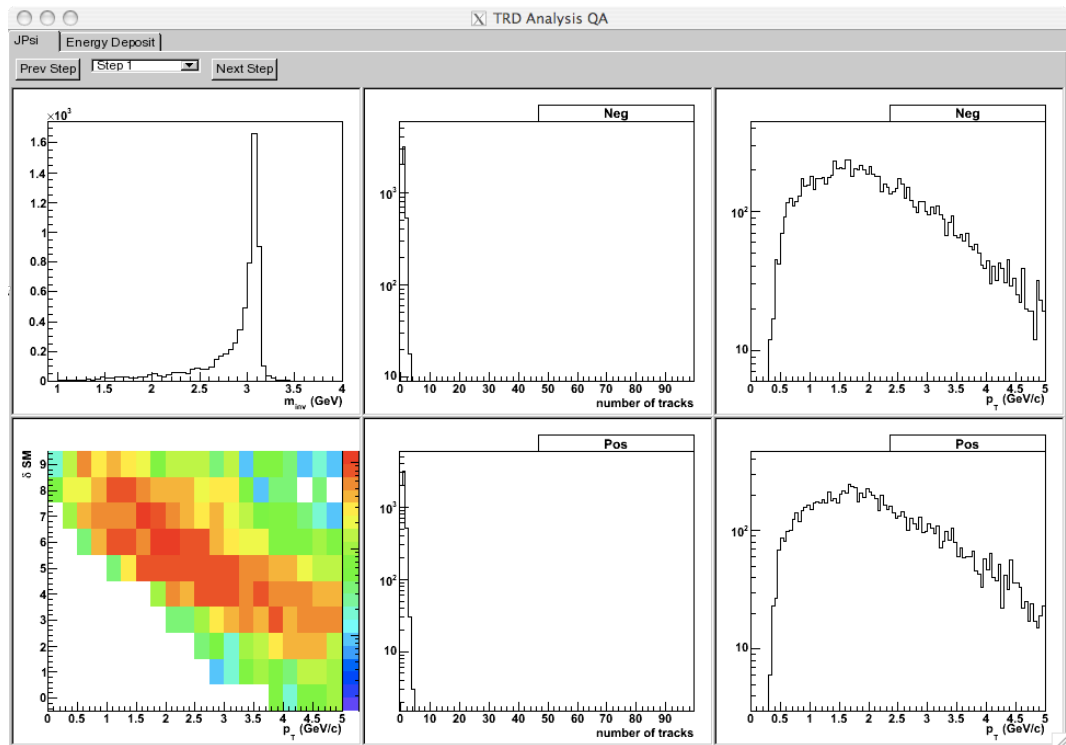 TRD Analysis QA
JPsi
Energy Deposit
Prev Step
Step 1
Next Step
×10³
1.6
1.4
1.2
1
0.8
0.6
0.4
0.2
0
1 1.5 2 2.5 3 3.5 4
m_inv (GeV)
Neg
10³
10²
10
0 10 20 30 40 50 60 70 80 90
number of tracks
Neg
10²
10
0 0.5 1 1.5 2 2.5 3 3.5 4 4.5 5
p_T (GeV/c)
δ SM
9
8
7
6
5
4
3
2
1
0
0 0.5 1 1.5 2 2.5 3 3.5 4 4.5 5
p_T (GeV/c)
Pos
10³
10²
10
0 10 20 30 40 50 60 70 80 90
number of tracks
Pos
10²
10
0 0.5 1 1.5 2 2.5 3 3.5 4 4.5 5
p_T (GeV/c)